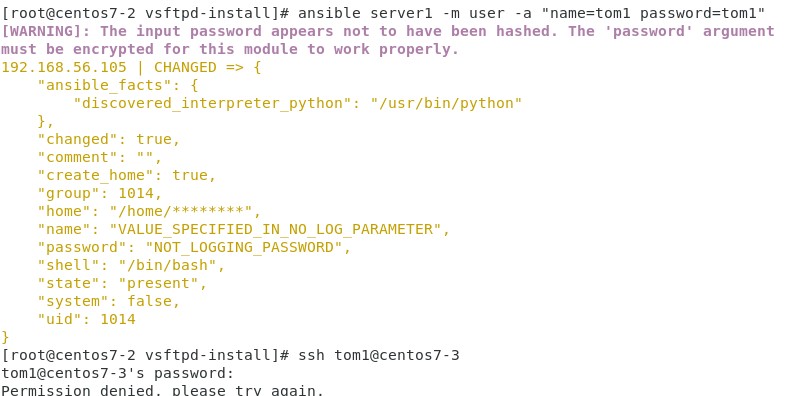 [root@centos7-2 vsftpd-install]# ansible server1 -m user -a "name=tom1 password=tom1"
[WARNING]: The input password appears not to have been hashed. The 'password' argument
must be encrypted for this module to work properly.
192.168.56.105 | CHANGED => {
    "ansible_facts": {
        "discovered_interpreter_python": "/usr/bin/python"
    },
    "changed": true,
    "comment": "",
    "create_home": true,
    "group": 1014,
    "home": "/home/********",
    "name": "VALUE_SPECIFIED_IN_NO_LOG_PARAMETER",
    "password": "NOT_LOGGING_PASSWORD",
    "shell": "/bin/bash",
    "state": "present",
    "system": false,
    "uid": 1014
}
[root@centos7-2 vsftpd-install]# ssh tom1@centos7-3
tom1@centos7-3's password:
Permission denied, please try again.